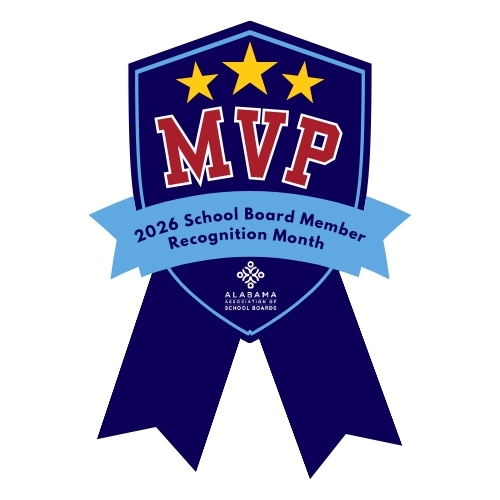 MVP
2026 School Board Member
Recognition Month
ALABAMA
ASSOCIATION OF
SCHOOL BOARDS